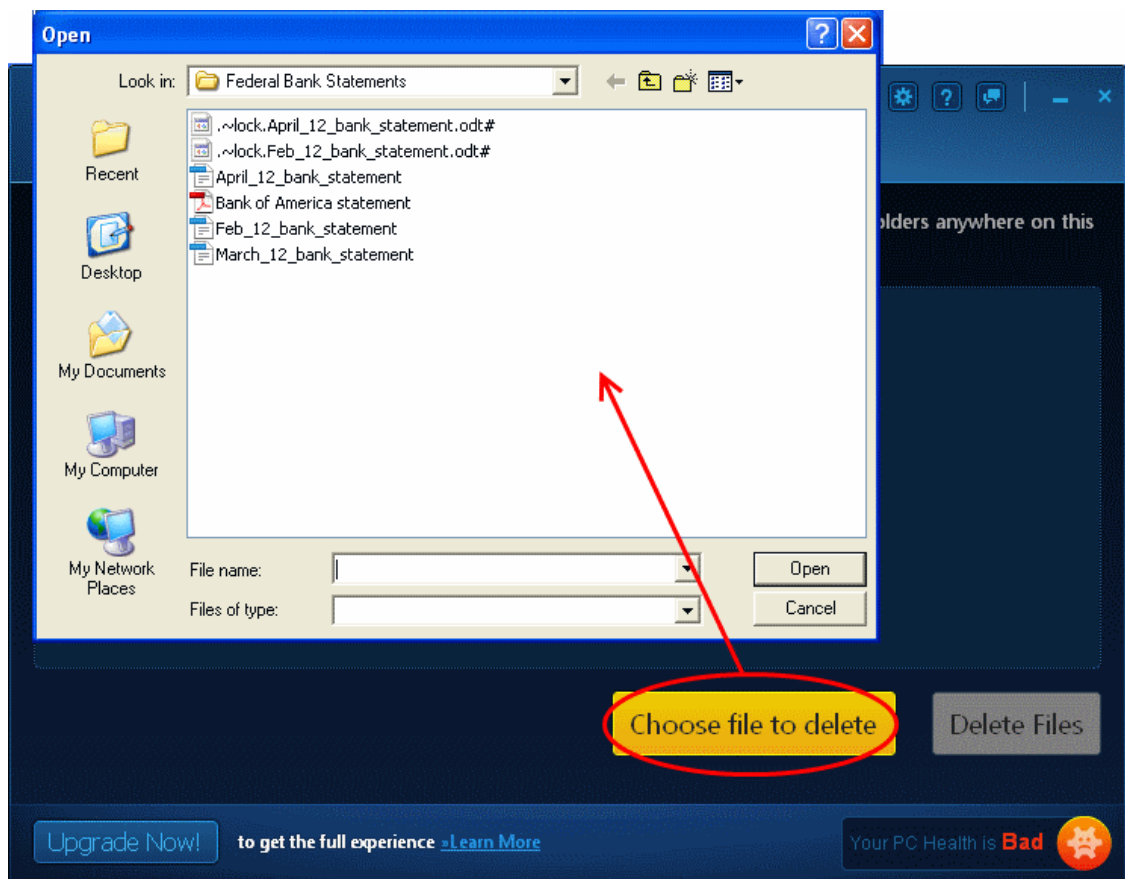 Open
Look in:
Federal Bank Statements
.~lock.April_12_bank_statement.odt#
.~lock.Feb_12_bank_statement.odt#
April_12_bank_statement
Bank of America statement
Feb_12_bank_statement
March_12_bank_statement
Recent
Desktop
My Documents
My Computer
My Network
Places
File name:
Open
Files of type:
Cancel
anywhere on this
Choose file to delete
Delete Files
Upgrade Now!
to get the full experience »Learn More
Your PC Health is Bad